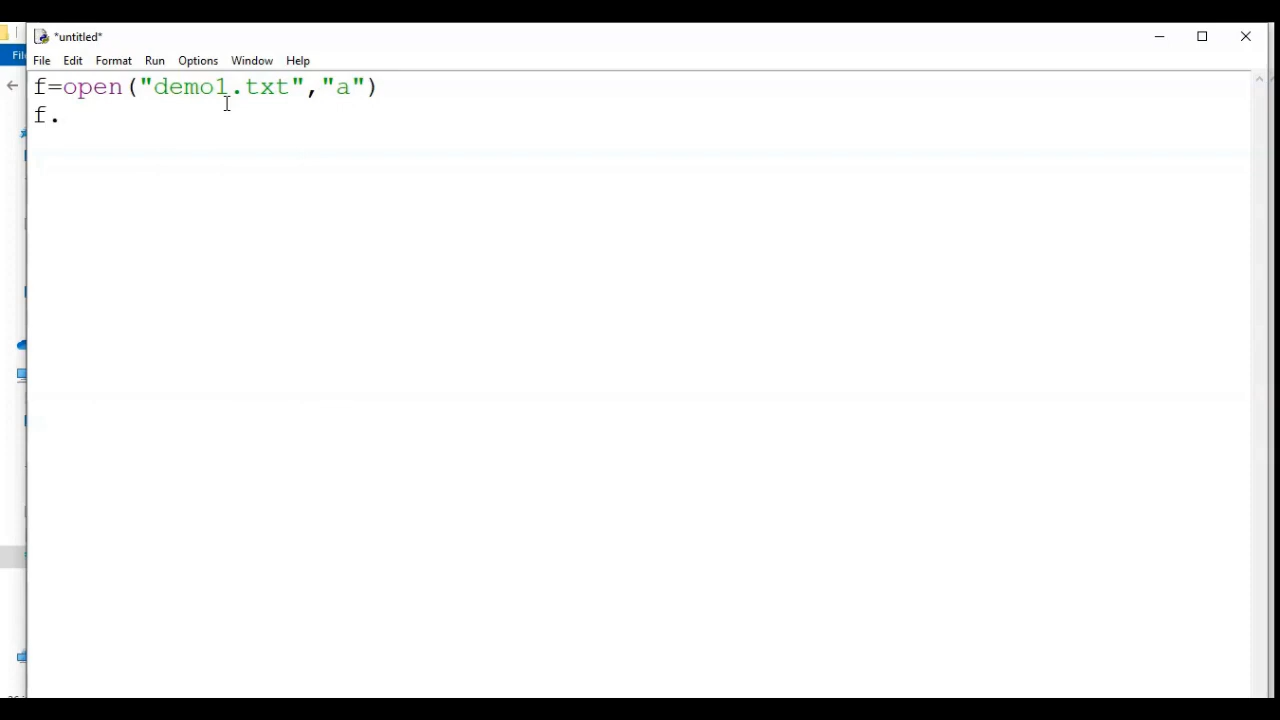 *untitled*
File Edit Format Run Options Window Help
f=open("demo1.txt","a")
f.